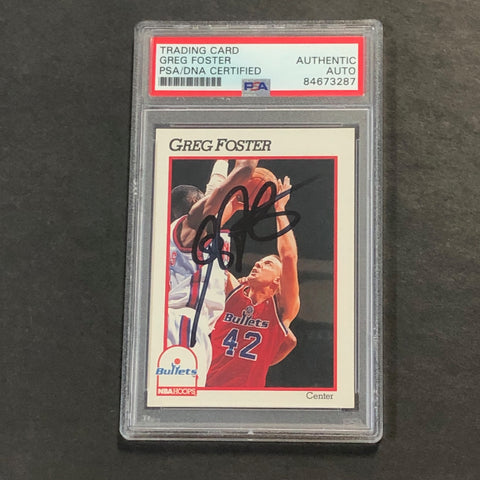 TRADING CARD
GREG FOSTER
PSA/DNA CERTIFIED
AUTHENTIC
AUTO
84673287
PSA
GREG FOSTER
Bullets
42
Bullets
NBA HOOPS
Center